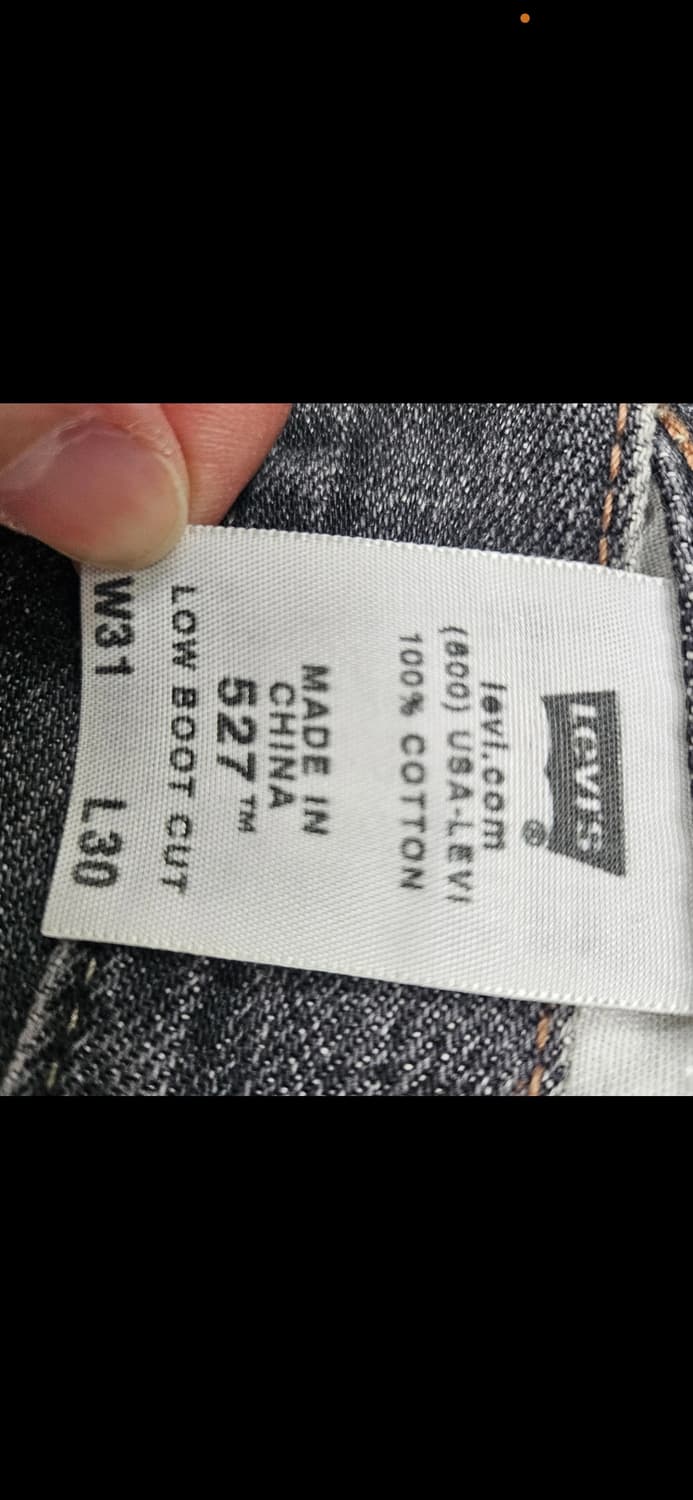 Levi's
®
levi.com
(800) USA-LEVI
100% COTTON
MADE IN
CHINA
527™
LOW BOOT CUT
W31 L30